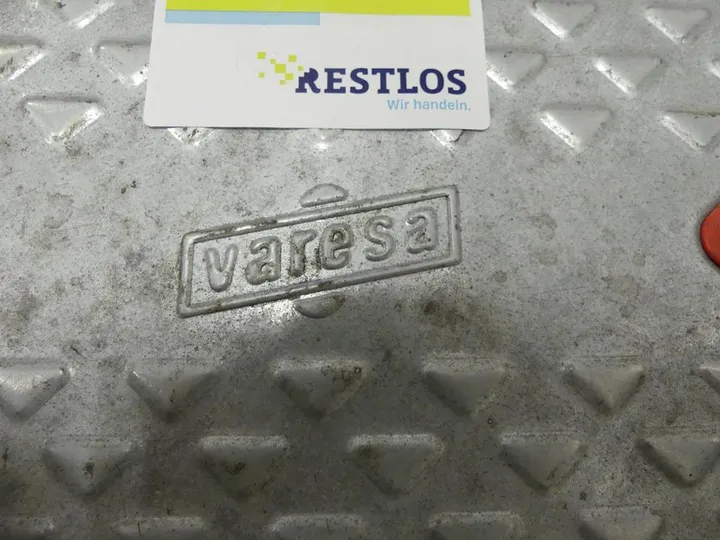 RESTLOS
Wir handeln.
varesa